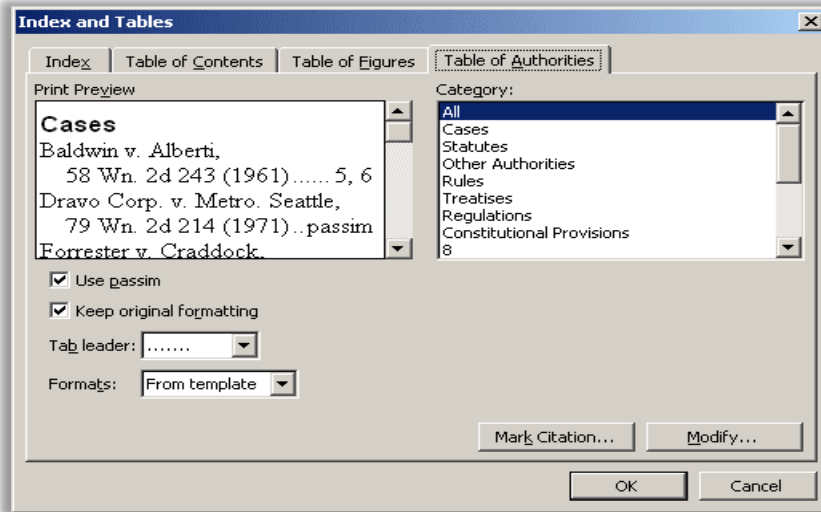 Index and Tables
Index
Table of Contents
Table of Figures
Table of Authorities
Print Preview
Cases
Baldwin v. Alberti,
58 Wn. 2d 243 (1961)...... 5, 6
Dravo Corp. v. Metro. Seattle,
79 Wn. 2d 214 (1971)..passim
Forrester v. Craddock,
Category:
All
Cases
Statutes
Other Authorities
Rules
Treatises
Regulations
Constitutional Provisions
8
Use passim
Keep original formatting
Tab leader: .......
Formats: From template
Mark Citation...
Modify...
OK
Cancel